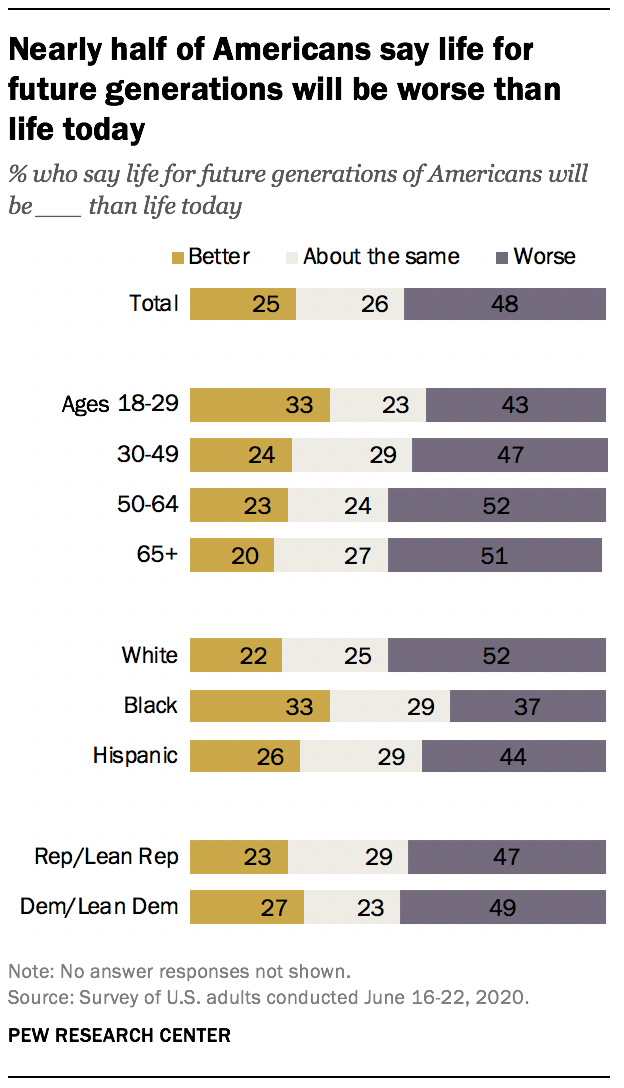 Nearly half of Americans say life for
future generations will be worse than
life today
% who say life for future generations of Americans will
be ____ than life today
Better About the same Worse
Total 25 26 48
Ages 18-29 33 23 43
30-49 24 29 47
50-64 23 24 52
65+ 20 27 51
White 22 25 52
Black 33 29 37
Hispanic 26 29 44
Rep/Lean Rep 23 29 47
Dem/Lean Dem 27 23 49
Note: No answer responses not shown.
Source: Survey of U.S. adults conducted June 16-22, 2020.
PEW RESEARCH CENTER